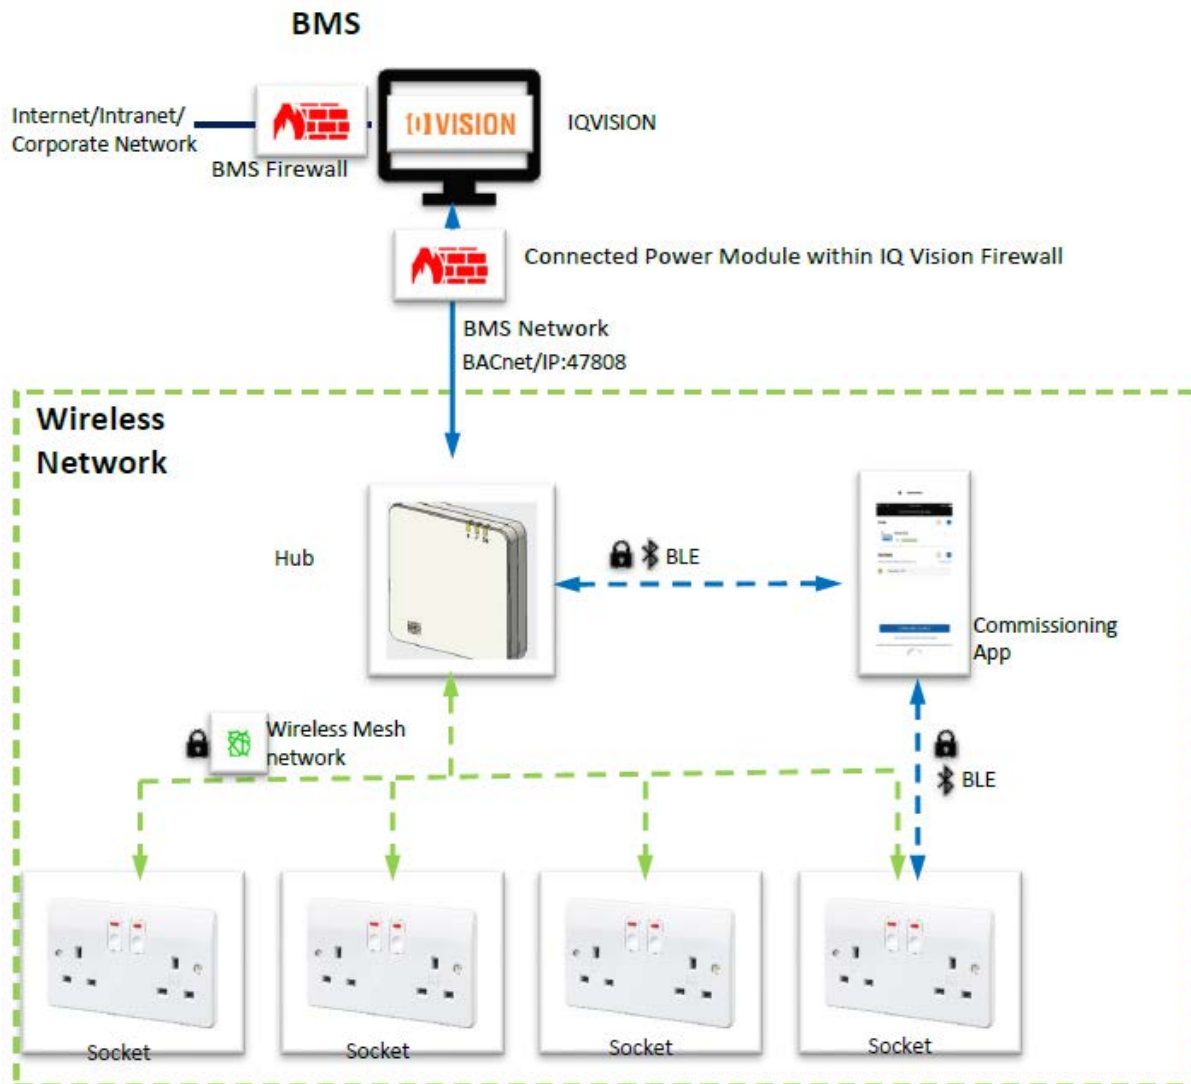 BMS
Internet/Intranet/
Corporate Network
BMS Firewall
VISION
IQVISION
Connected Power Module within IQ Vision Firewall
BMS Network
BACnet/IP:47808
Wireless
Network
Hub
BLE
Commissioning
App
Wireless Mesh
network
BLE
Socket
Socket
Socket
Socket